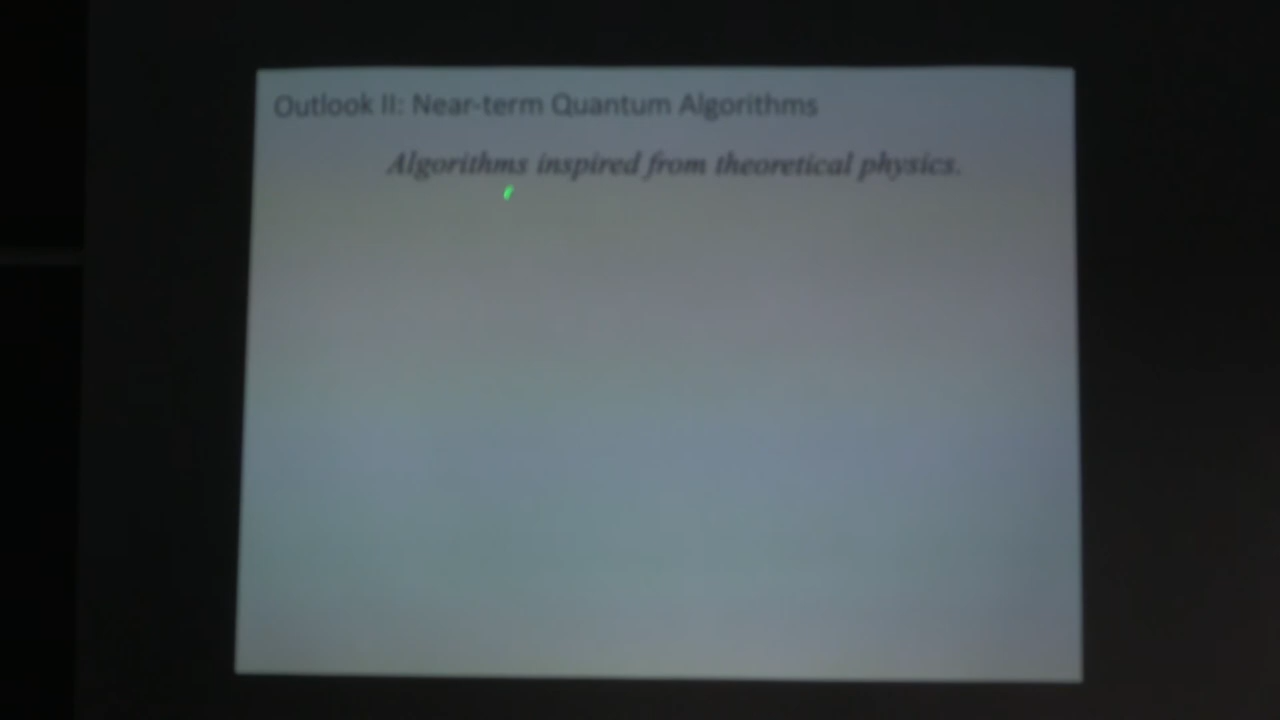 Outlook II: Near-term Quantum Algorithms
Algorithms inspired from theoretical physics.